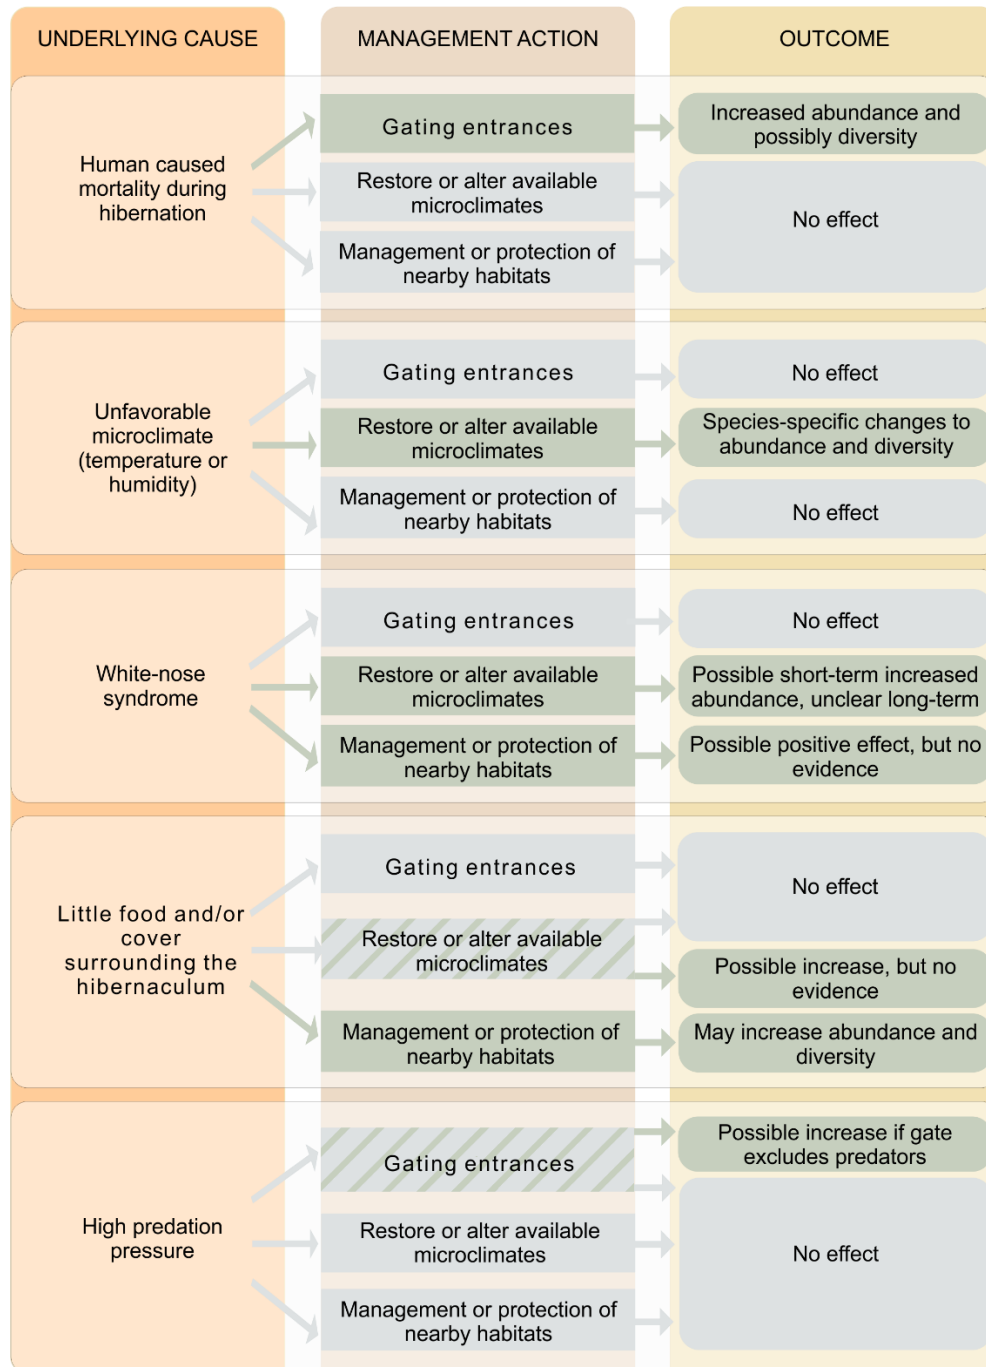 UNDERLYING CAUSE
MANAGEMENT ACTION
OUTCOME
Human caused
mortality during
hibernation
Gating entrances
Increased abundance and
possibly diversity
Restore or alter available
microclimates
Management or protection of
nearby habitats
No effect
Unfavorable
microclimate
(temperature or
humidity)
Gating entrances
No effect
Restore or alter available
microclimates
Species-specific changes to
abundance and diversity
Management or protection of
nearby habitats
No effect
White-nose
syndrome
Gating entrances
No effect
Restore or alter available
microclimates
Possible short-term increased
abundance, unclear long-term
Management or protection of
nearby habitats
Possible positive effect, but no
evidence
Little food and/or
cover
surrounding the
hibernaculum
Gating entrances
No effect
Restore or alter available
microclimates
Possible increase, but no
evidence
Management or protection of
nearby habitats
May increase abundance and
diversity
High predation
pressure
Gating entrances
Possible increase if gate
excludes predators
Restore or alter available
microclimates
Management or protection of
nearby habitats
No effect